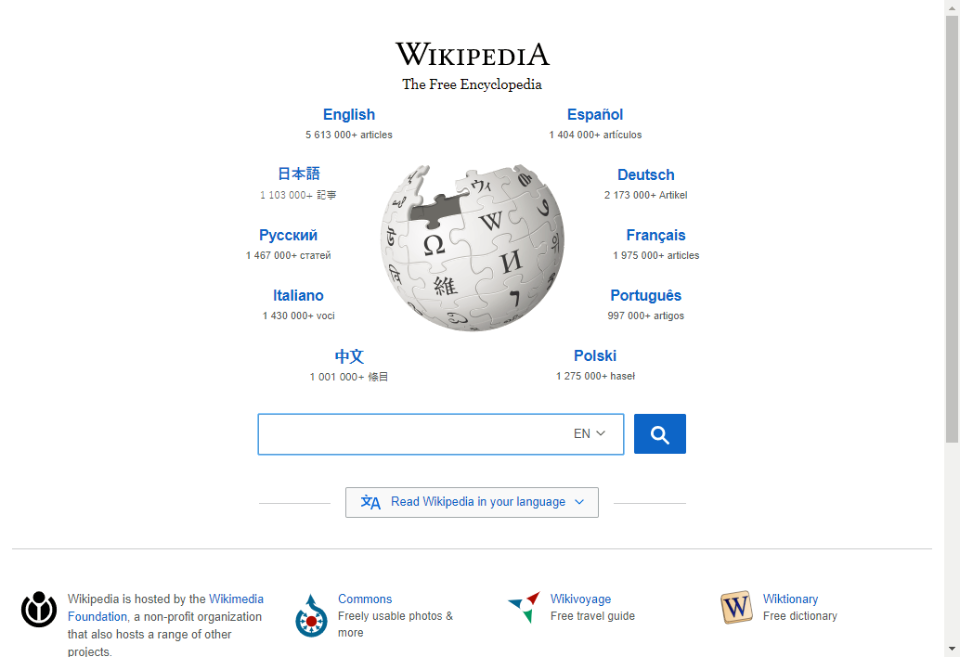 WIKIPEDIA
The Free Encyclopedia
English
5 613 000+ articles
Español
1 404 000+ artículos
日本語
1 103 000+ 記事
Deutsch
2 173 000+ Artikel
Русский
1 467 000+ статей
Français
1 975 000+ articles
Italiano
1 430 000+ voci
Português
997 000+ artigos
中文
1 001 000+ 條目
Polski
1 275 000+ haseł
Ω
W
И
維
ウィ
EN
Read Wikipedia in your language
Wikipedia is hosted by the Wikimedia
Foundation, a non-profit organization
that also hosts a range of other
projects.
Commons
Freely usable photos &
more
Wikivoyage
Free travel guide
W
Wiktionary
Free dictionary